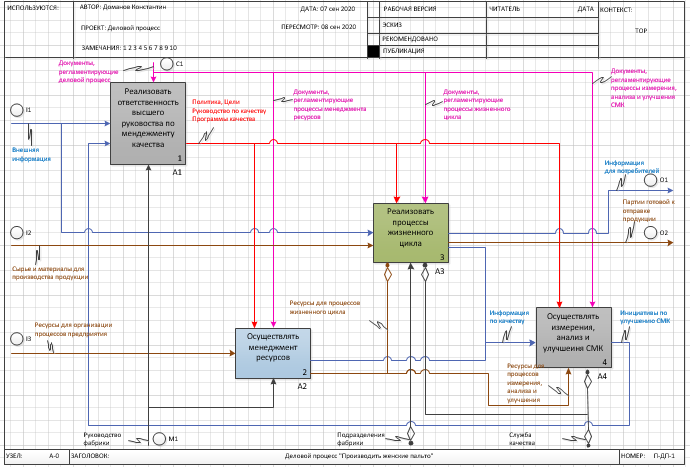 ИСПОЛЬЗУЮТСЯ:
АВТОР: Доманов Константин
ДАТА: 07 сен 2020
РАБОЧАЯ ВЕРСИЯ
ЧИТАТЕЛЬ
ДАТА
КОНТЕКСТ:
ПРОЕКТ: Деловой процесс
ПЕРЕСМОТР: 08 сен 2020
ЭСКИЗ
TOP
РЕКОМЕНДОВАНО
ЗАМЕЧАНИЯ: 1 2 3 4 5 6 7 8 9 10
ПУБЛИКАЦИЯ
Документы,
регламентирующие
деловой процесс
C1
Реализовать
ответственность
высшего
руковоства по
менджементу
качества
1
A1
I1
Внешняя
информация
Политика, Цели
Руководство по качеству
Программы качества
Документы,
регламентирующие
процессы менеджмента
ресурсов
Документы,
регламентирующие
процессы жизненного
цикла
Документы,
регламентирующие
процессы измерения,
анализа и улучшения
СМК
Информация
для потребителей
O1
Партии готовой к
отправке
продукции
O2
Реализовать
процессы
жизненного
цикла
3
A3
I2
Сырье и материалы для
производства продукции
Ресурсы для процессов
жизненного цикла
Ресурсы для организации
процессов предприятия
I3
Осуществлять
менеджмент
ресурсов
2
A2
Информация
по качеству
Осуществлять
измерения,
анализ и
улучшеиня СМК
4
A4
Инициативы по
улучшению СМК
Ресурсы для
процессов
измерения,
анализа и
улучшения
Руководство
фабрики
M1
Подразделения
фабрики
Служба
качества
УЗЕЛ:
A-0
ЗАГОЛОВОК:
Деловой процесс "Производить женские пальто"
НОМЕР:
П-ДП-1